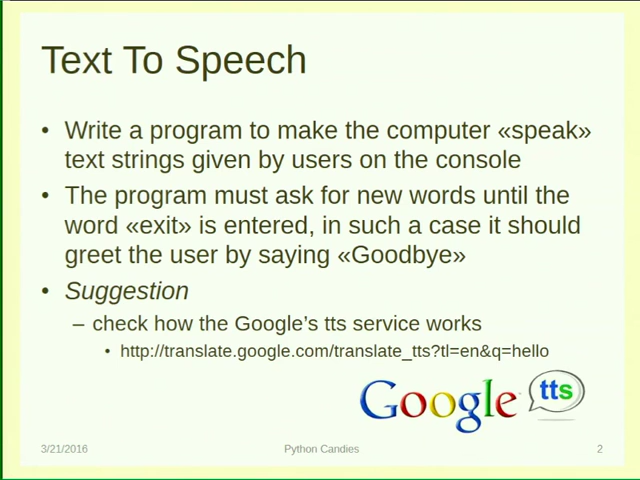 Text To Speech
• Write a program to make the computer «speak»
text strings given by users on the console
• The program must ask for new words until the
word «exit» is entered, in such a case it should
greet the user by saying «Goodbye»
• Suggestion
– check how the Google's tts service works
• http://translate.google.com/translate_tts?tl=en&q=hello
Google tts
3/21/2016 Python Candies 2